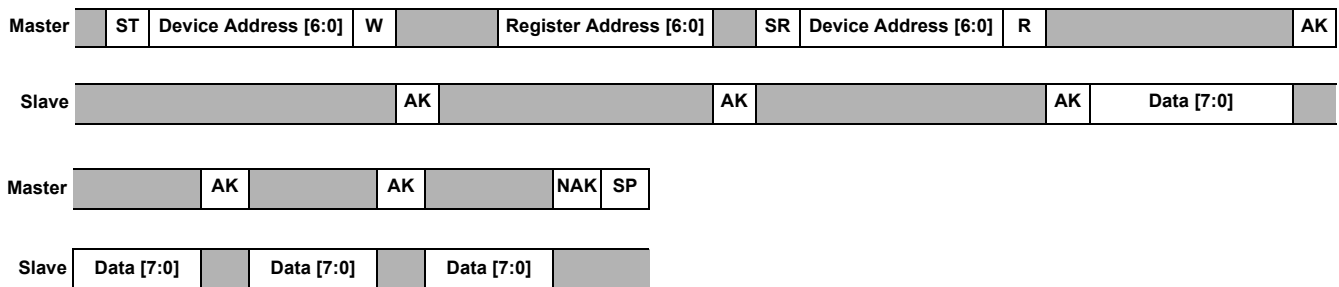 Master ST Device Address [6:0] W Register Address [6:0] SR Device Address [6:0] R AK
Slave AK AK AK Data [7:0]
Master AK AK NAK SP
Slave Data [7:0] Data [7:0] Data [7:0]